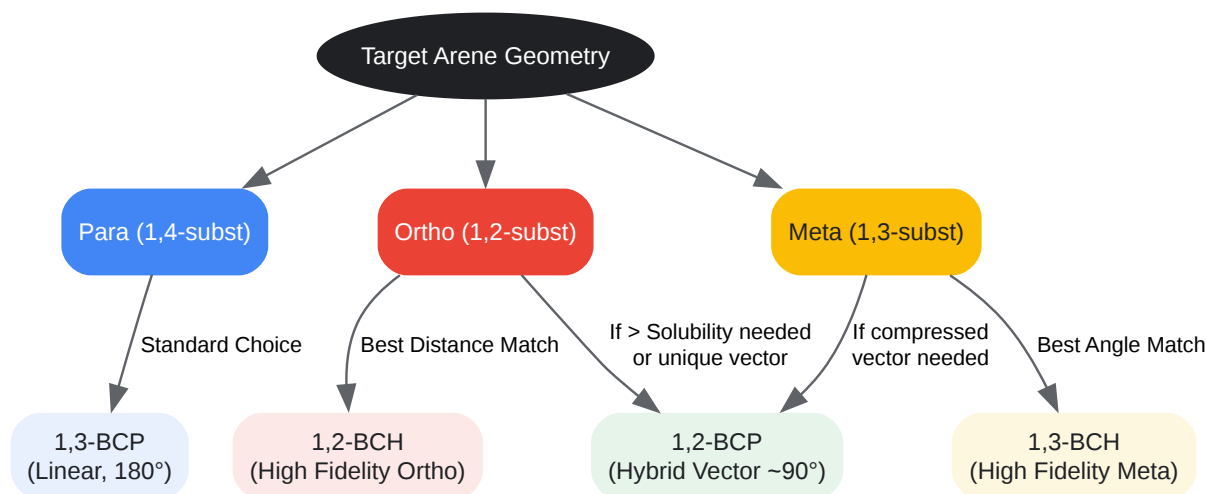 Target Arene Geometry
Para (1,4-subst)
Ortho (1,2-subst)
Meta (1,3-subst)
Standard Choice
Best Distance Match
If > Solubility needed
or unique vector
If compressed
vector needed
Best Angle Match
1,3-BCP
(Linear, 180°)
1,2-BCH
(High Fidelity Ortho)
1,2-BCP
(Hybrid Vector ~90°)
1,3-BCH
(High Fidelity Meta)